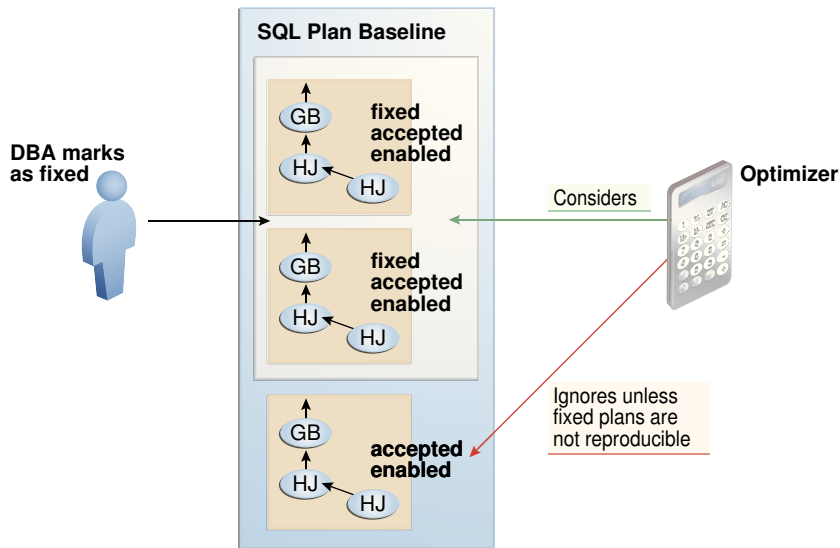 SQL Plan Baseline
DBA marks
as fixed
GB
HJ
HJ
fixed
accepted
enabled
GB
HJ
HJ
fixed
accepted
enabled
GB
HJ
HJ
accepted
enabled
Considers
Optimizer
Ignores unless
fixed plans are
not reproducible